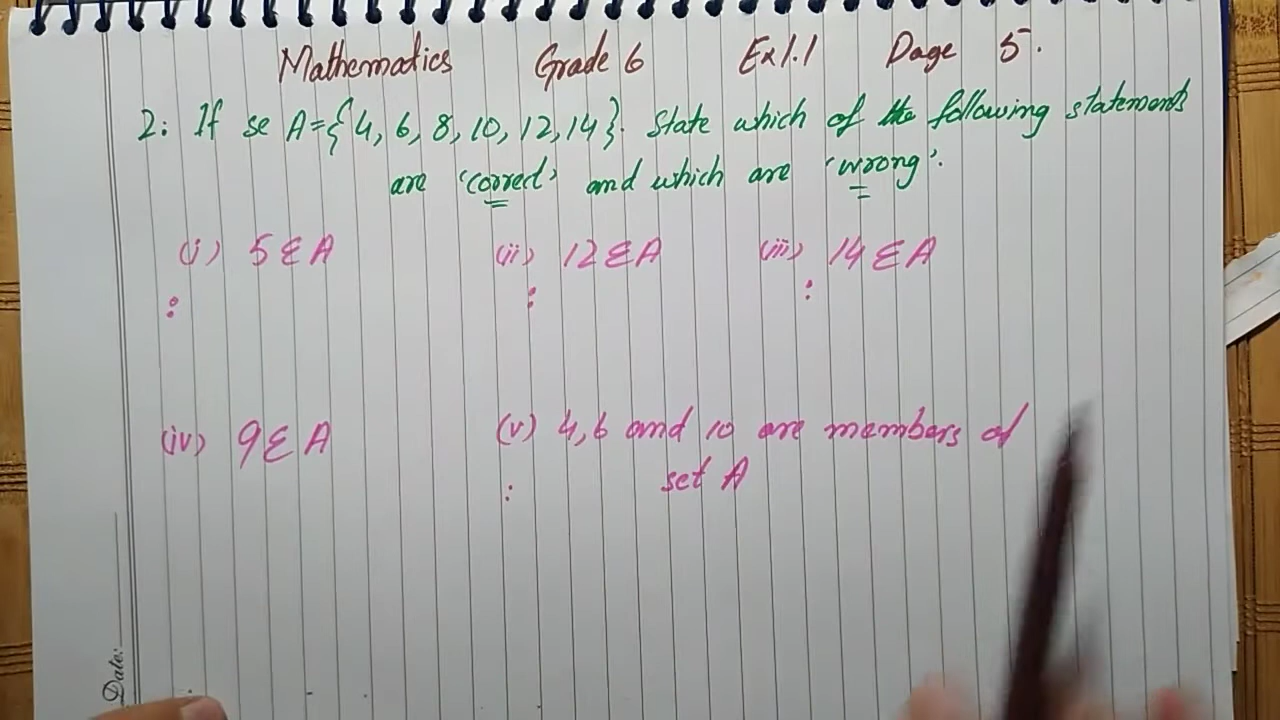 Mathematics Grade 6 Ex 1.1 Page 5.
2: If se A={4, 6, 8, 10, 12, 14}. State which of the following statements
are 'correct' and which are 'wrong'.
(i) 5 Ɛ A (ii) 12 Ɛ A (iii) 14 Ɛ A
: : :
(iv) 9 Ɛ A (v) 4, 6 and 10 are members of
: set A
Date: